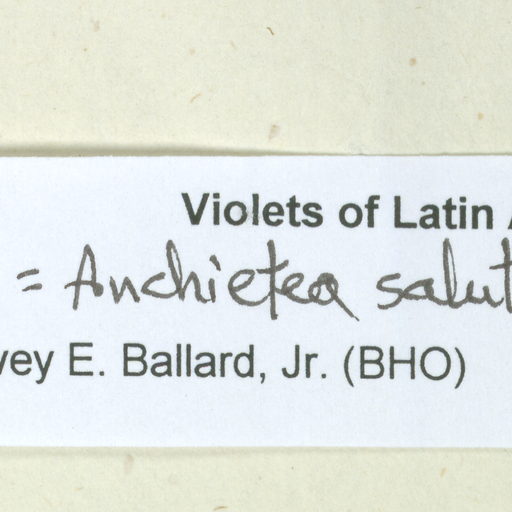 Violets of Latin
= Anchietea salut
vey E. Ballard, Jr. (BHO)